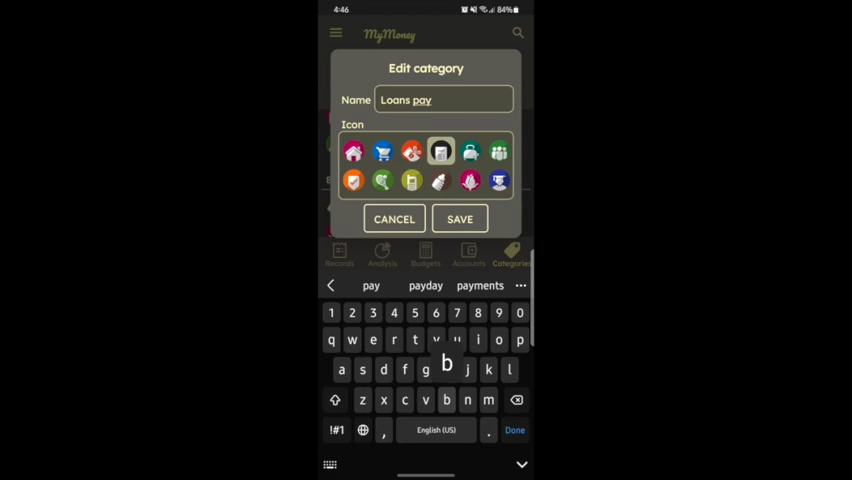 4:46
84%
MyMoney
Edit category
Name
Loans pay
Icon
CANCEL
SAVE
Records
Analysis
Budgets
Accounts
Categories
pay
payday
payments
1 2 3 4 5 6 7 8 9 0
q w e r t y u i o p
a s d f g b j k l
z x c v b n m
!#1 , English (US) . Done